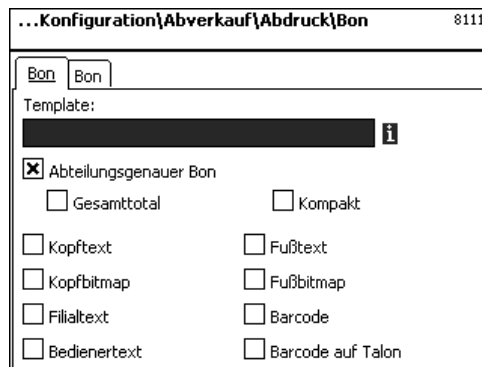 ...Konfiguration\Abverkauf\Abdruck\Bon 8111
Bon Bon
Template:
i
Abteilungsgenauer Bon
Gesamttotal Kompakt
Kopftext Fußtext
Kopfbitmap Fußbitmap
Filialtext Barcode
Bedienertext Barcode auf Talon